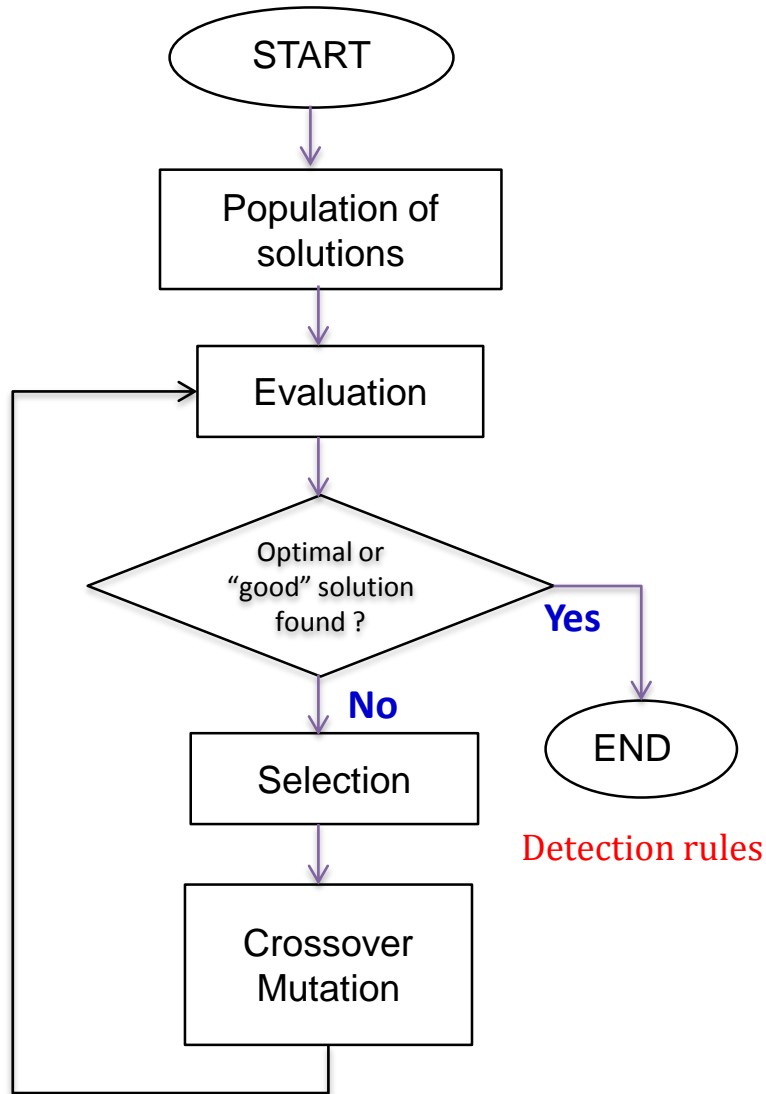 START
Population of
solutions
Evaluation
Optimal or
“good” solution
found ?
Yes
No
END
Selection
Detection rules
Crossover
Mutation